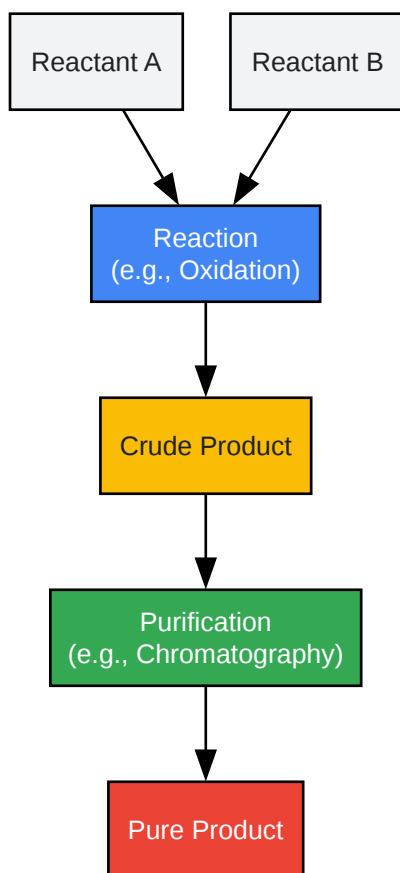 Reactant A
Reactant B
Reaction
(e.g., Oxidation)
Crude Product
Purification
(e.g., Chromatography)
Pure Product